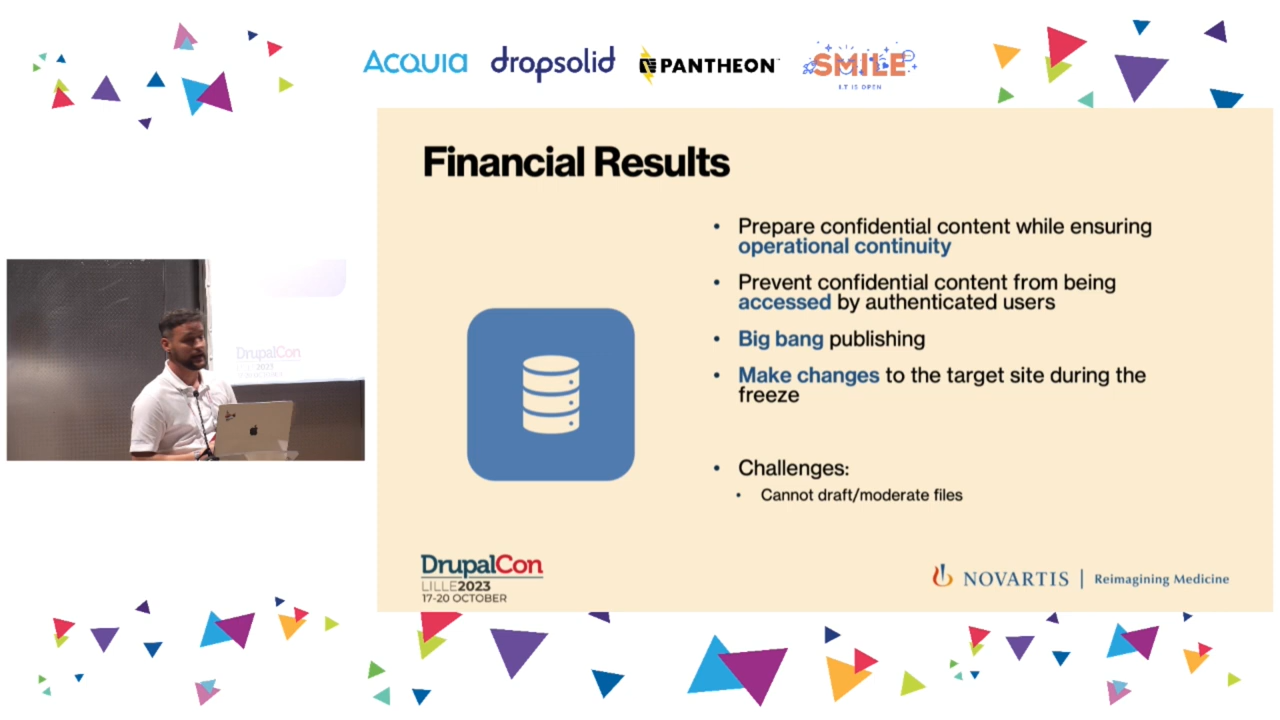 ACQUIA
dropsolid
PANTHEON
SMILE
I.T IS OPEN
Financial Results
• Prepare confidential content while ensuring
operational continuity
• Prevent confidential content from being
accessed by authenticated users
• Big bang publishing
• Make changes to the target site during the
freeze
• Challenges:
• Cannot draft/moderate files
DrupalCon
DrupalCon
LILLE2023
17-20 OCTOBER
NOVARTIS | Reimagining Medicine